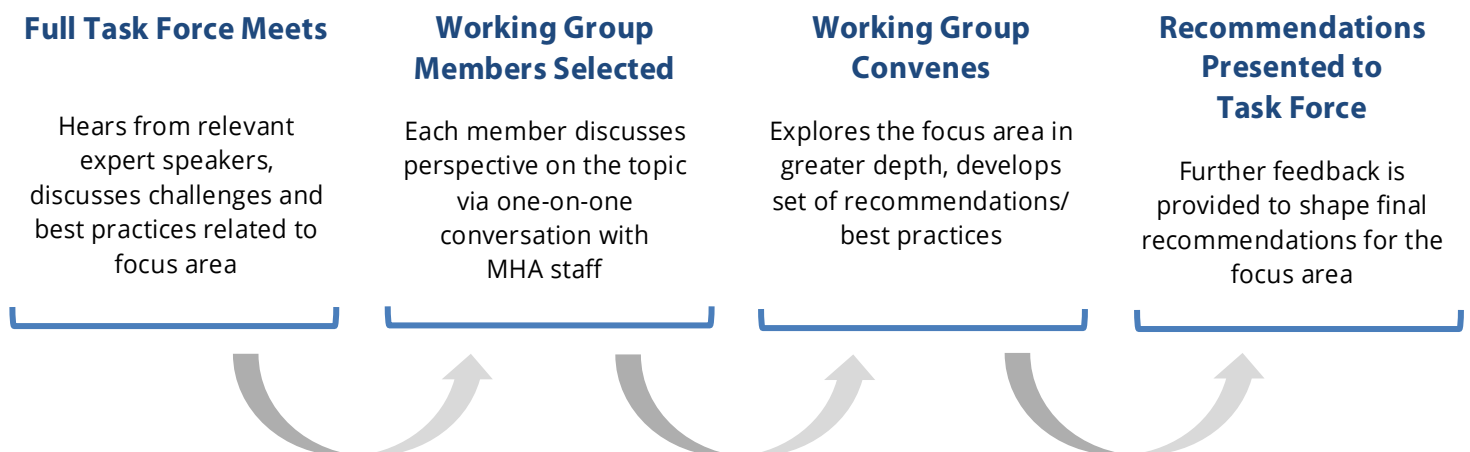 Full Task Force Meets
Hears from relevant
expert speakers,
discusses challenges and
best practices related to
focus area
Working Group
Members Selected
Each member discusses
perspective on the topic
via one-on-one
conversation with
MHA staff
Working Group
Convenes
Explores the focus area in
greater depth, develops
set of recommendations/
best practices
Recommendations
Presented to
Task Force
Further feedback is
provided to shape final
recommendations for the
focus area